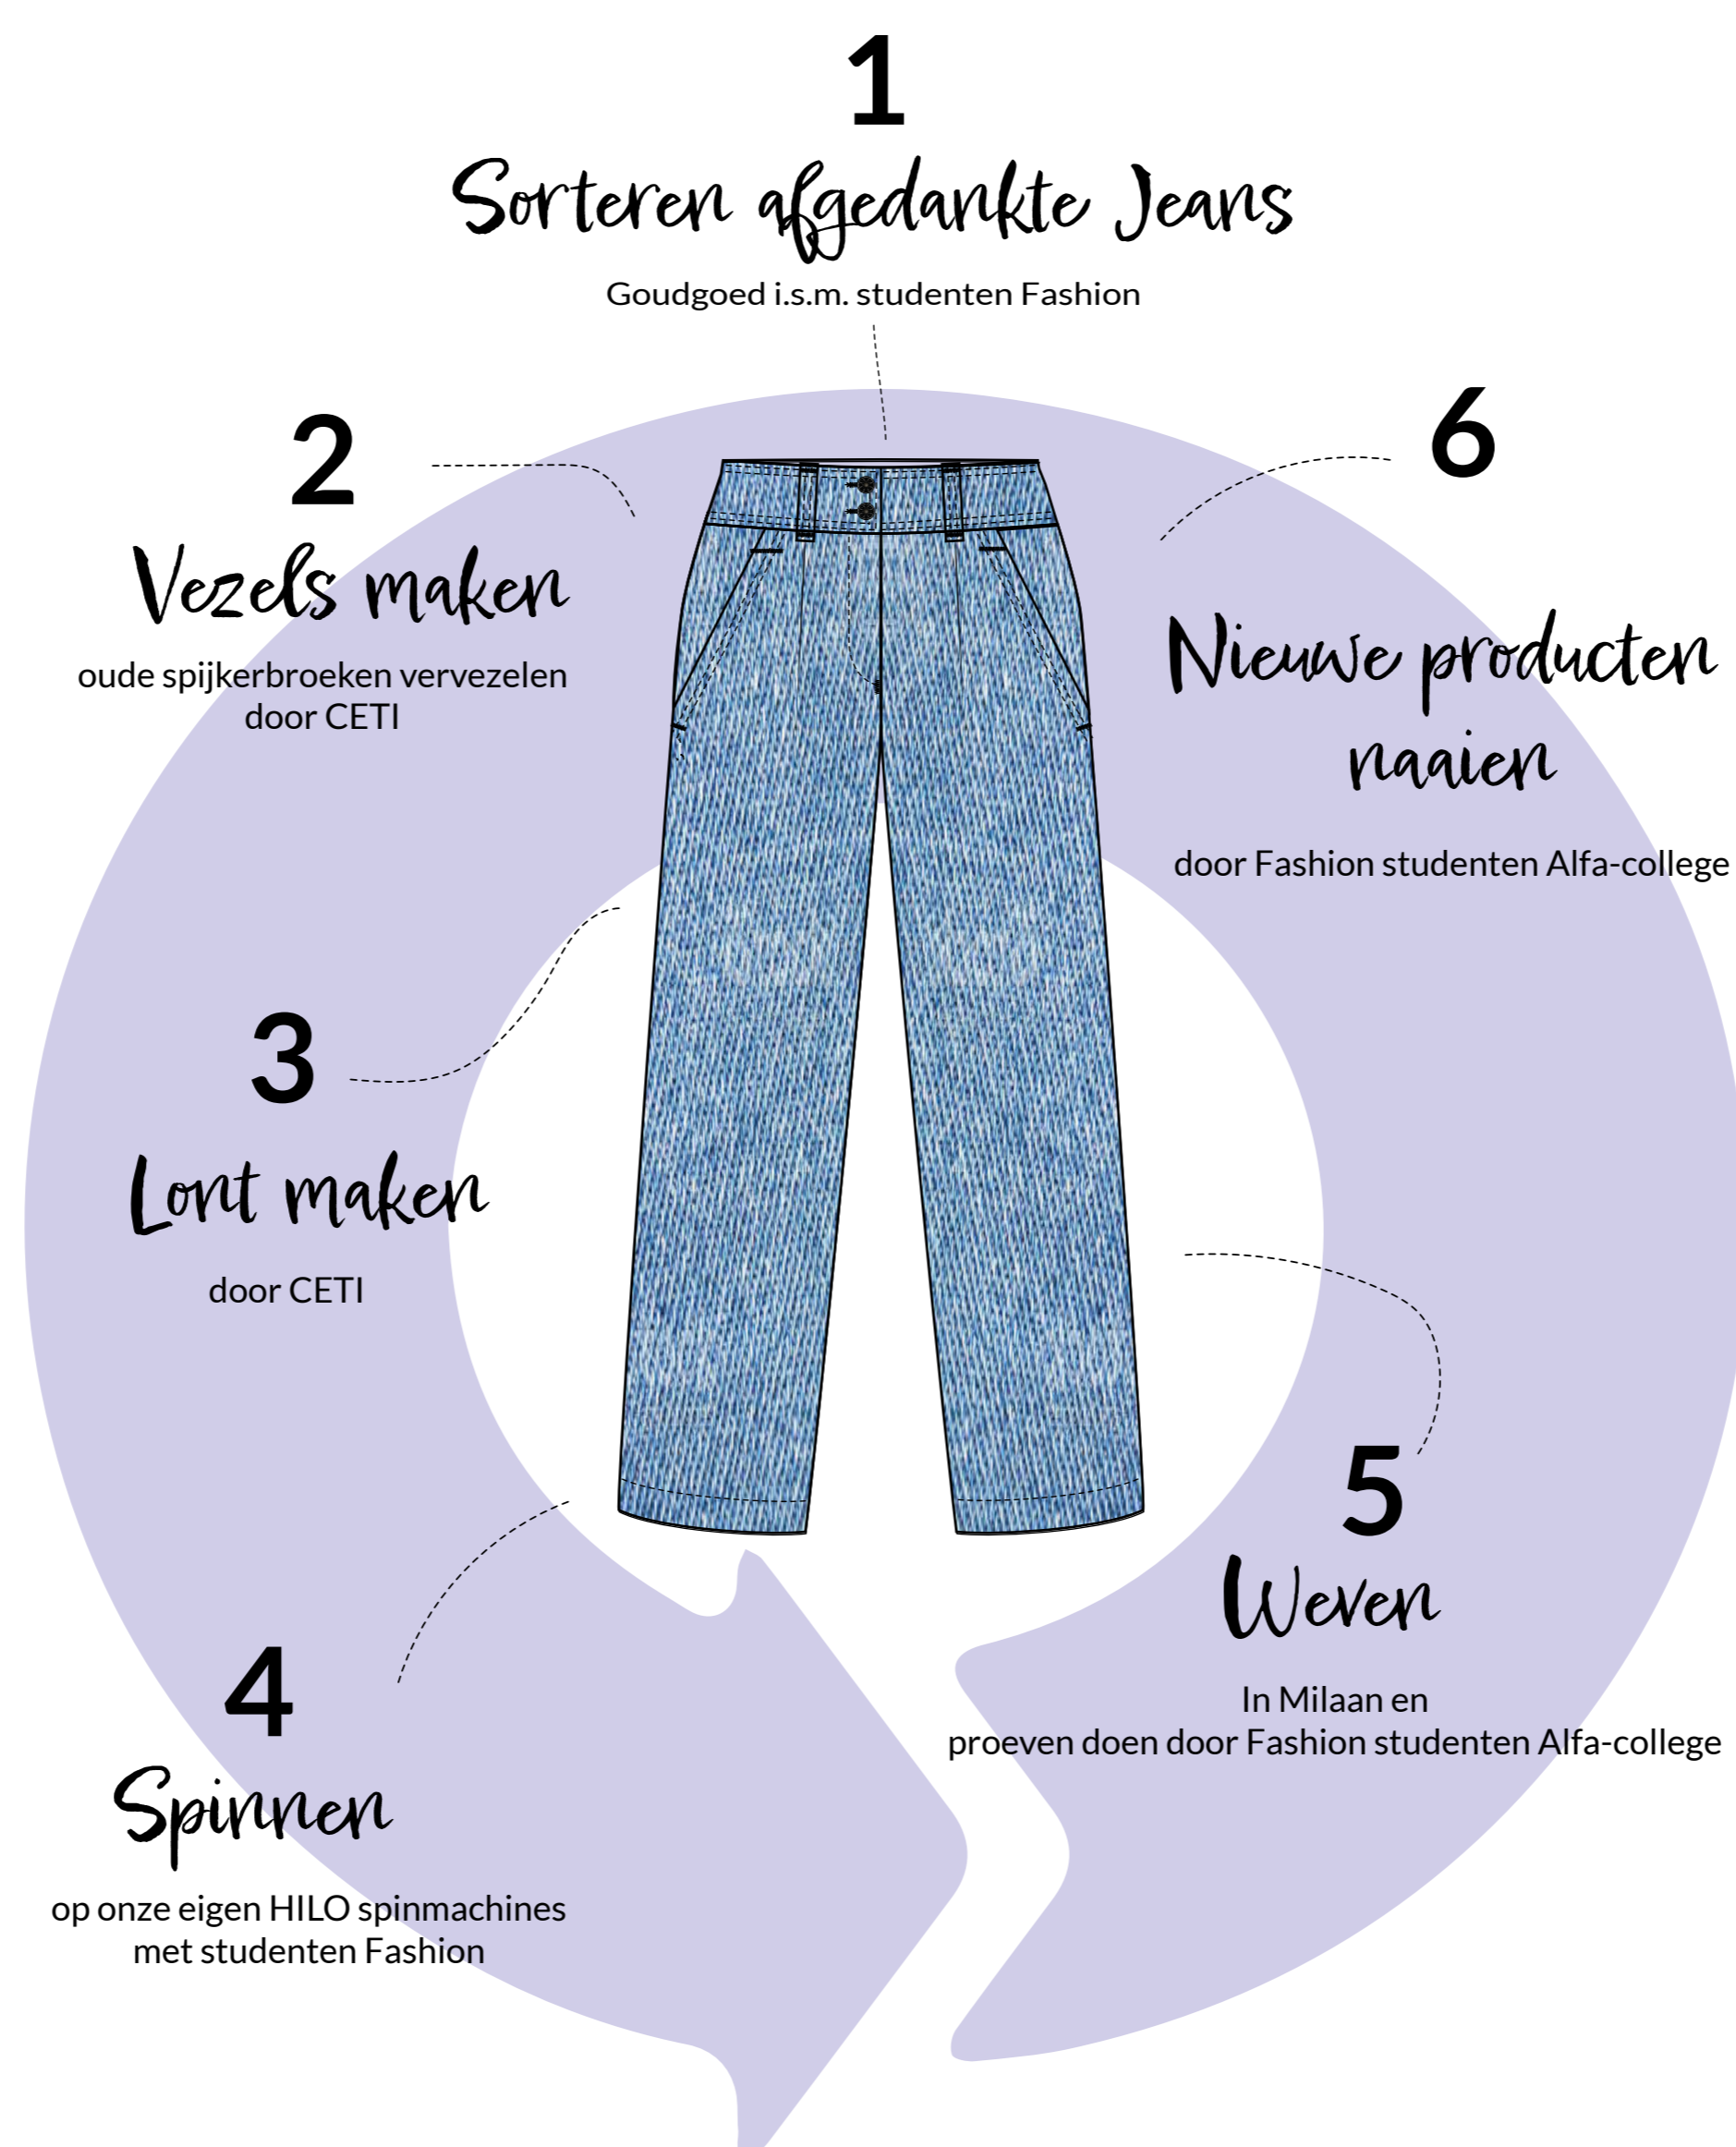 1
Sorteren afgedankte Jeans
Goudgoed i.s.m. studenten Fashion
2
Vezels maken
oude spijkerbroeken vervezelen
door CETI
3
Lont maken
door CETI
4
Spinnen
op onze eigen HILO spinmachines
met studenten Fashion
5
Weven
In Milaan en
proeven doen door Fashion studenten Alfa-college
6
Nieuwe producten
naaien
door Fashion studenten Alfa-college